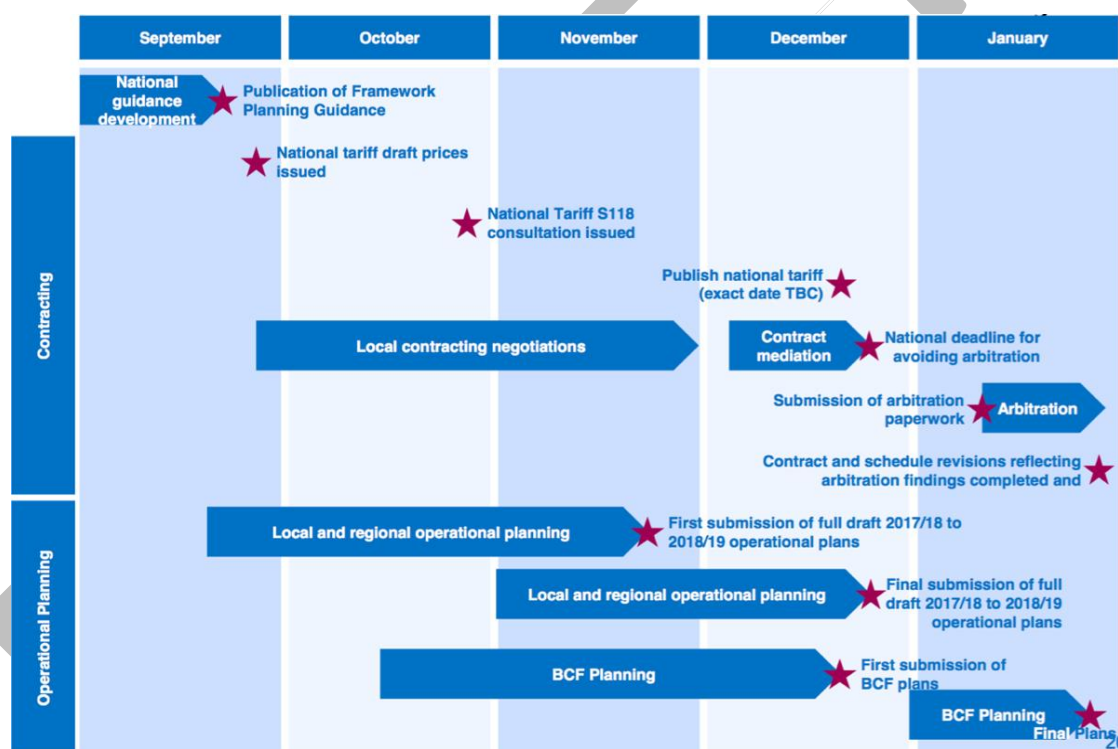 September
October
November
December
January
National
guidance
development
Publication of Framework
Planning Guidance
National tariff draft prices
issued
National Tariff S118
consultation issued
Publish national tariff
(exact date TBC)
Contracting
Local contracting negotiations
Contract
mediation
National deadline for
avoiding arbitration
Submission of arbitration
paperwork
Arbitration
Contract and schedule revisions reflecting
arbitration findings completed and
Operational Planning
Local and regional operational planning
First submission of full draft 2017/18 to
2018/19 operational plans
Local and regional operational planning
Final submission of full
draft 2017/18 to 2018/19
operational plans
BCF Planning
First submission of
BCF plans
BCF Planning
Final Plans